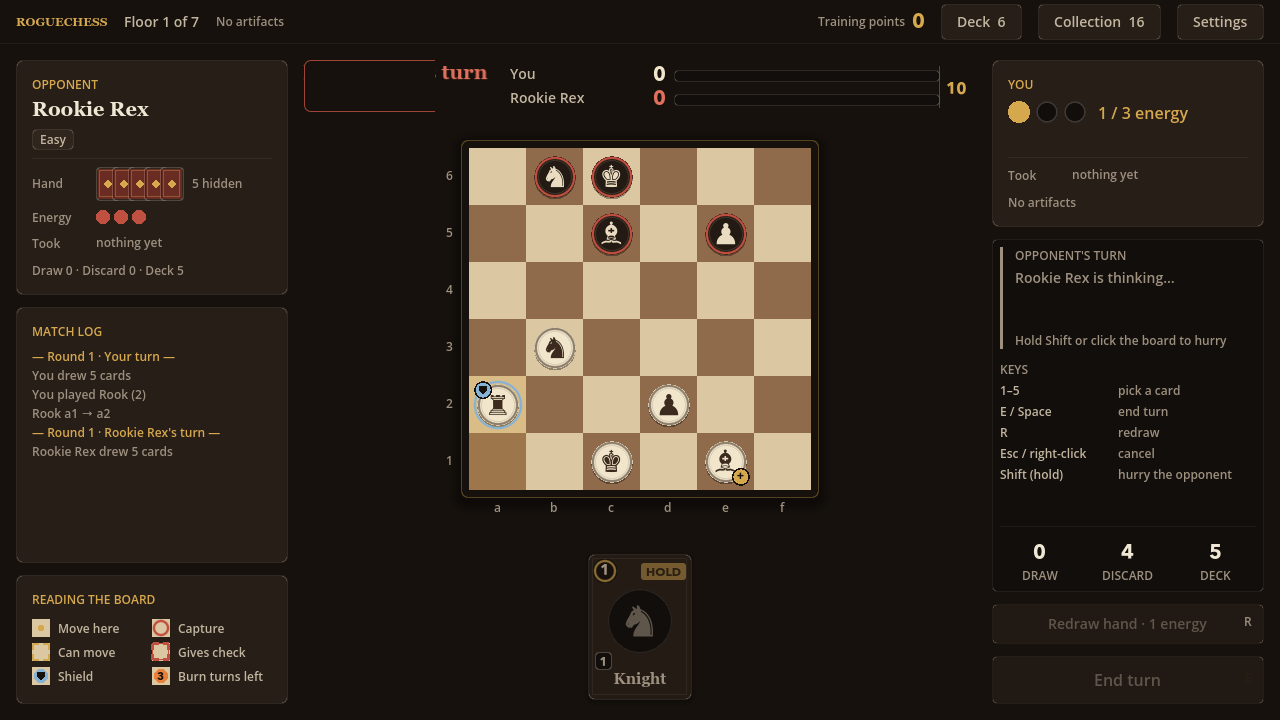 ROGUECHESS
Floor 1 of 7
No artifacts
Training points 0
Deck 6
Collection 16
Settings
OPPONENT
Rookie Rex
Easy
Hand
5 hidden
Energy
Took
nothing yet
Draw 0 · Discard 0 · Deck 5
MATCH LOG
— Round 1 · Your turn —
You drew 5 cards
You played Rook (2)
Rook a1 → a2
— Round 1 · Rookie Rex's turn —
Rookie Rex drew 5 cards
READING THE BOARD
Move here
Capture
Can move
Gives check
Shield
3
Burn turns left
turn
You
0
Rookie Rex
0
10
6
5
4
3
2
1
a
b
c
d
e
f
1
HOLD
1
Knight
YOU
1 / 3 energy
Took
nothing yet
No artifacts
OPPONENT'S TURN
Rookie Rex is thinking...
Hold Shift or click the board to hurry
KEYS
1–5
pick a card
E / Space
end turn
R
redraw
Esc / right-click
cancel
Shift (hold)
hurry the opponent
0
4
5
DRAW
DISCARD
DECK
Redraw hand · 1 energy
R
End turn